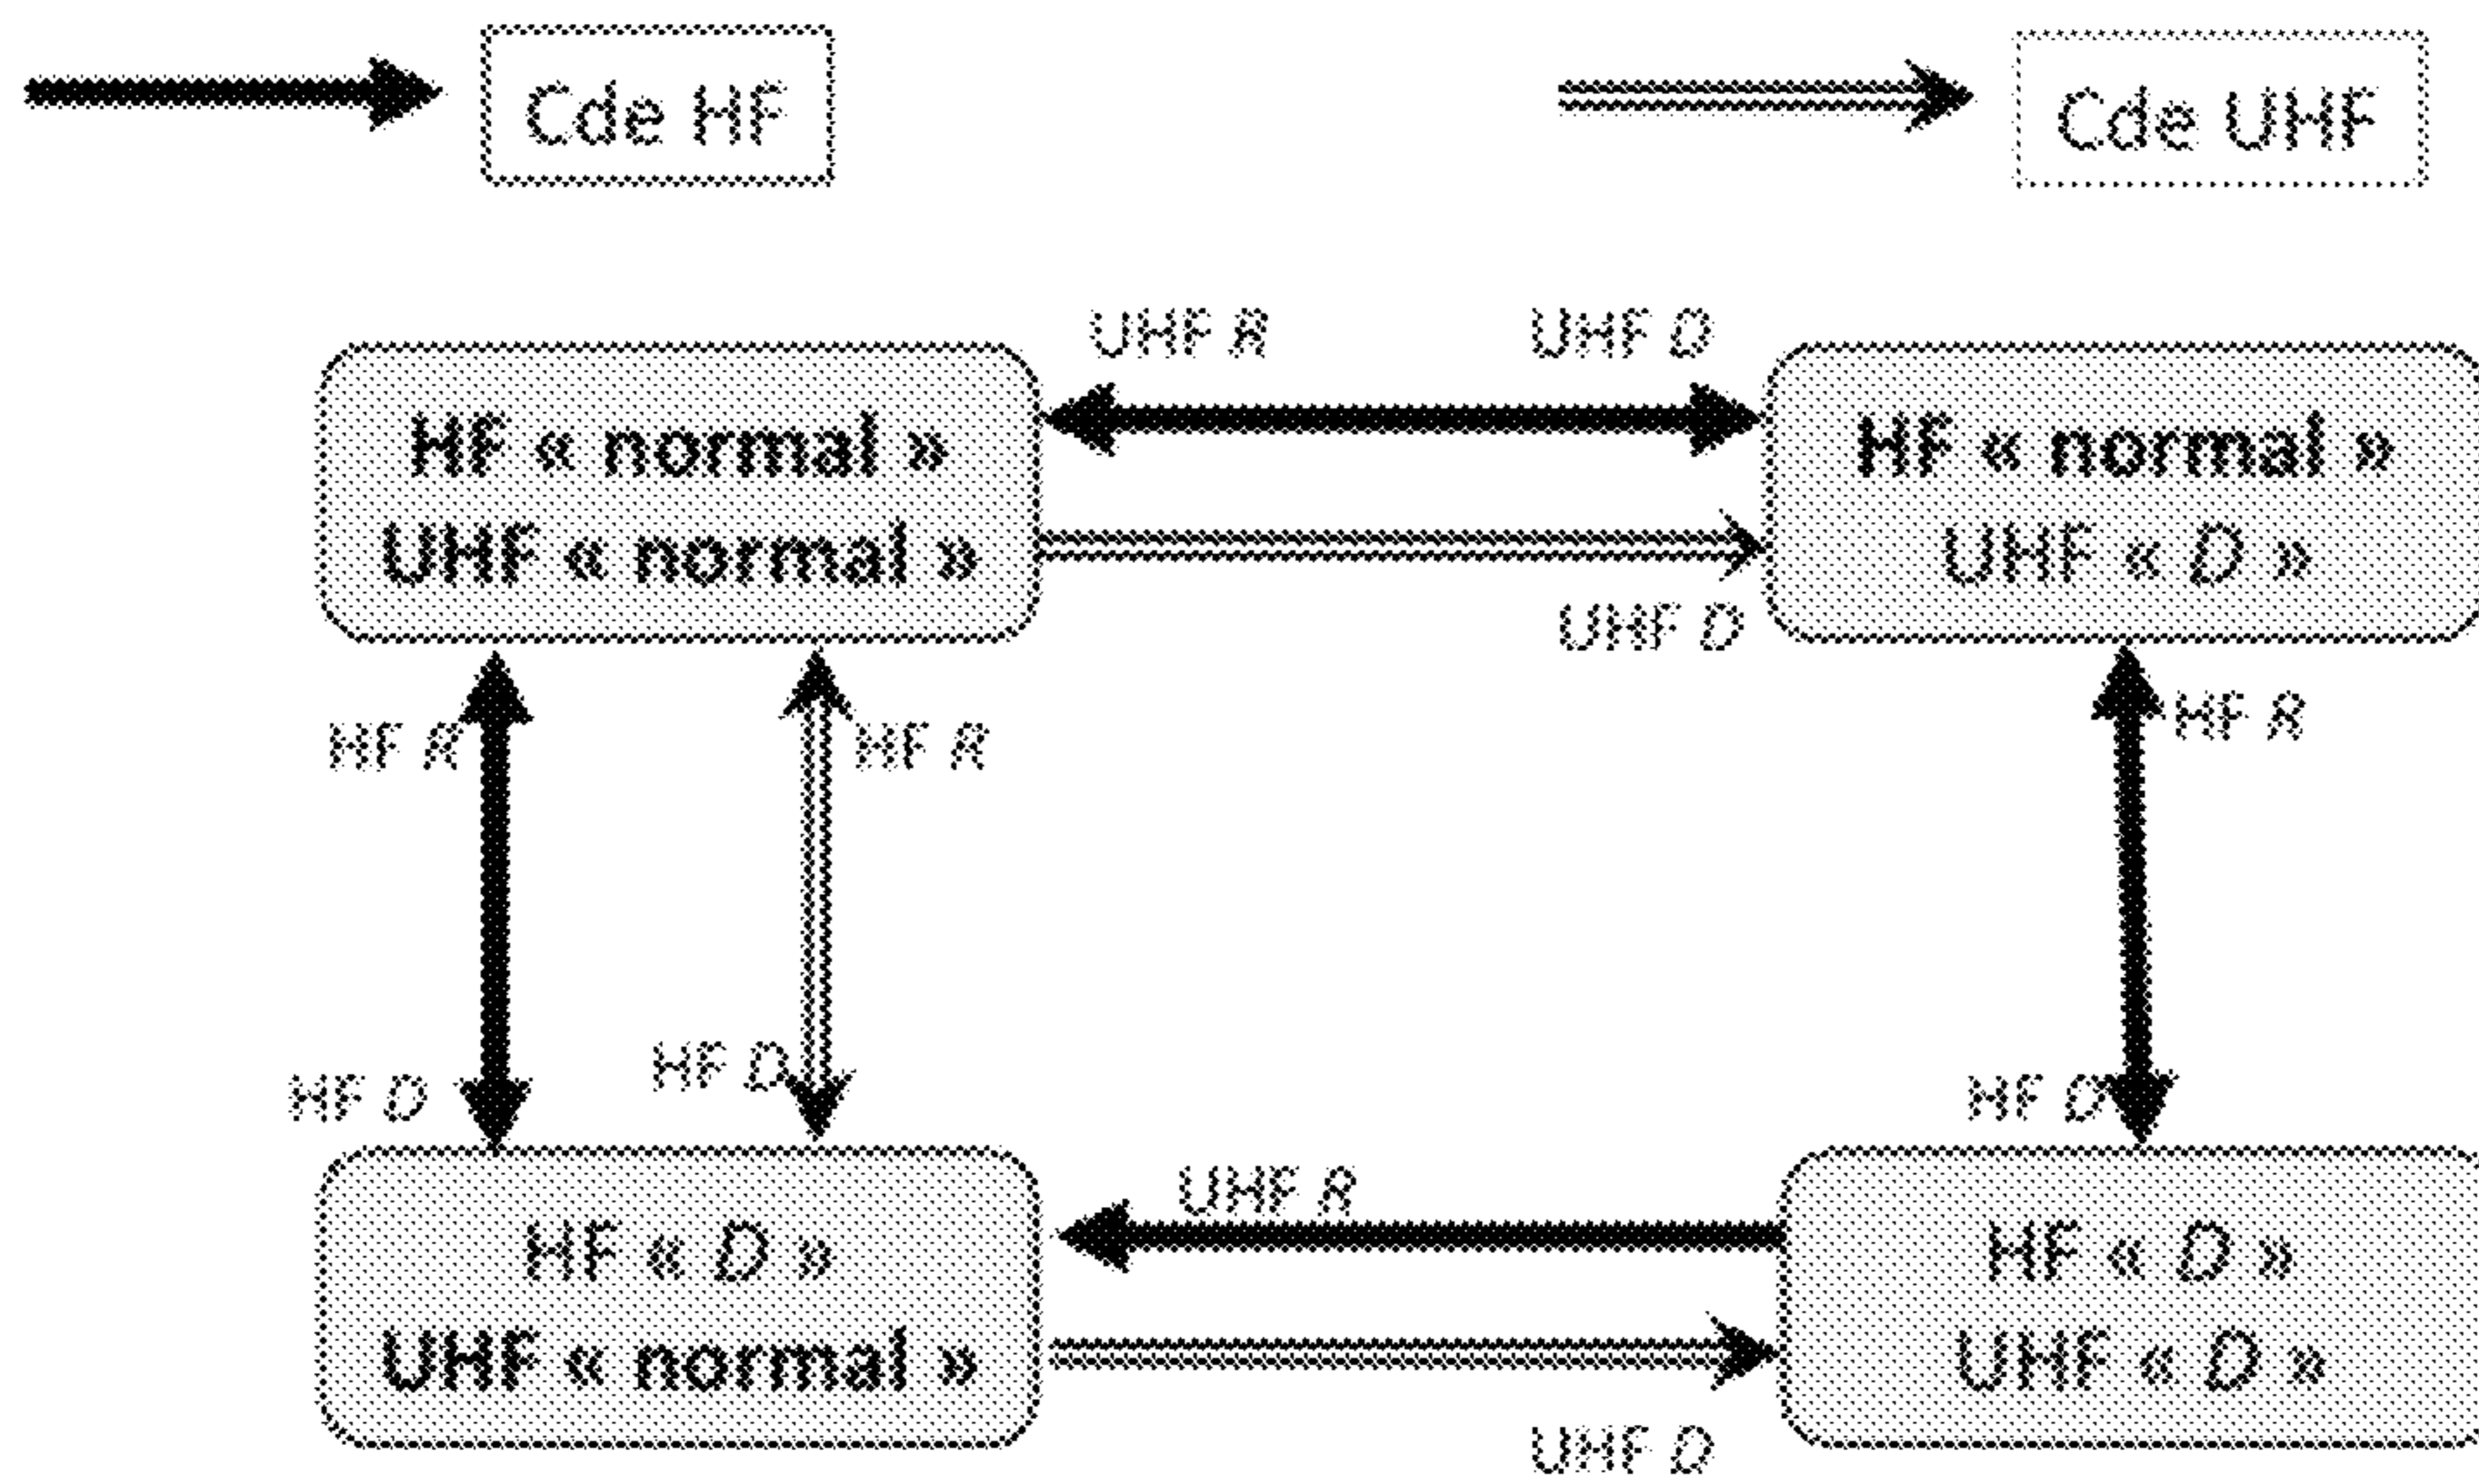 Cde HF
Cde UHF
UHF R
UHF D
HF « normal »
UHF « normal »
HF « normal »
UHF « D »
UHF D
HF R
HF R
HF R
HF D
HF D
HF D
UHF R
HF « D »
UHF « normal »
HF « D »
UHF « D »
UHF D